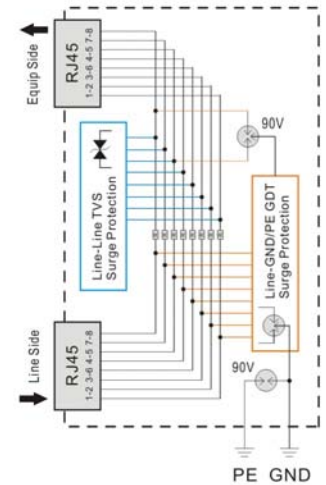 Equip Side
RJ45
1-2 3-6 4-5 7-8
90V
Line-Line TVS
Surge Protection
Line-GND/PE GDT
Surge Protection
Line Side
RJ45
1-2 3-6 4-5 7-8
90V
PE GND